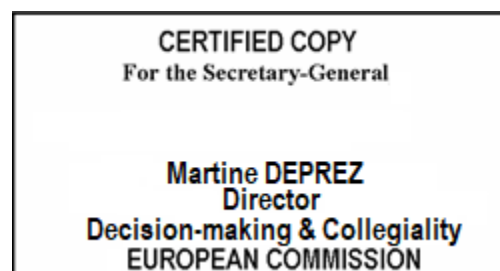 CERTIFIED COPY
For the Secretary-General
Martine DEPREZ
Director
Decision-making & Collegiality
EUROPEAN COMMISSION